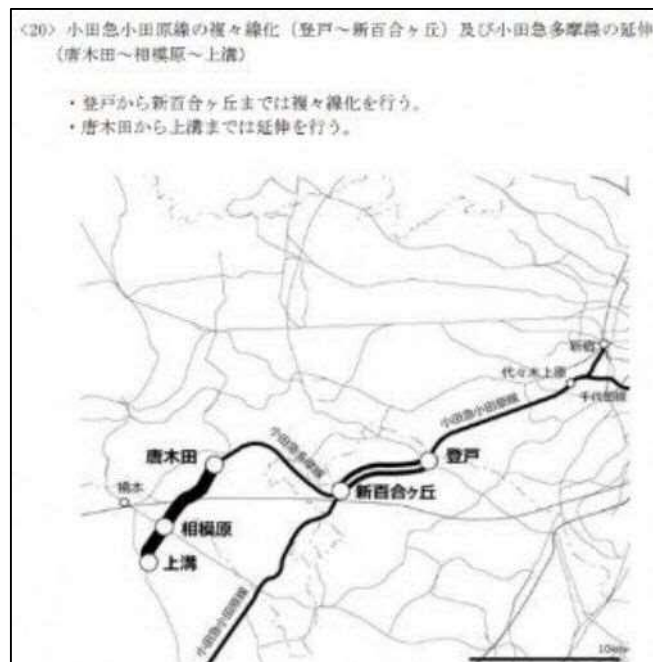 <20> 小田急小田原線の複々線化（登戸～新百合ヶ丘）及び小田急多摩線の延伸
（唐木田～相模原～上溝）
・登戸から新百合ヶ丘までは複々線化を行う。
・唐木田から上溝までは延伸を行う。
新宿
代々木上原
千代田線
小田急小田原線
唐木田
小田急多摩線
登戸
橋本
新百合ヶ丘
相模原
上溝
小田急小田原線
10km